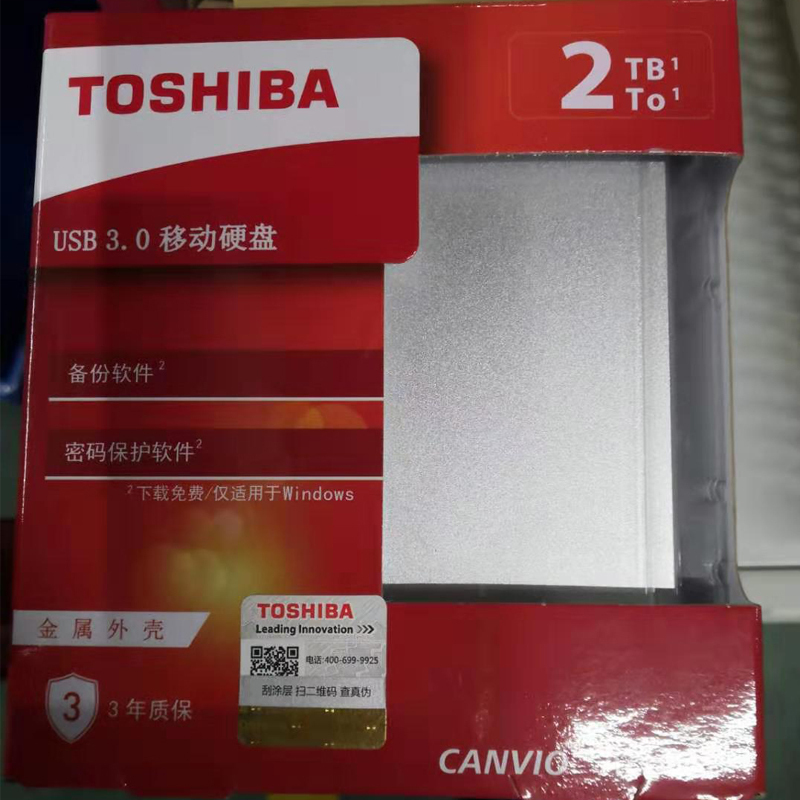 TOSHIBA
2 TB¹
To¹
USB 3.0 移动硬盘
备份软件²
密码保护软件²
²下载免费/仅适用于Windows
金属外壳
3 3年质保
TOSHIBA
Leading Innovation >>>
电话:400-699-9925
刮涂层 扫二维码 查真伪
CANVIO